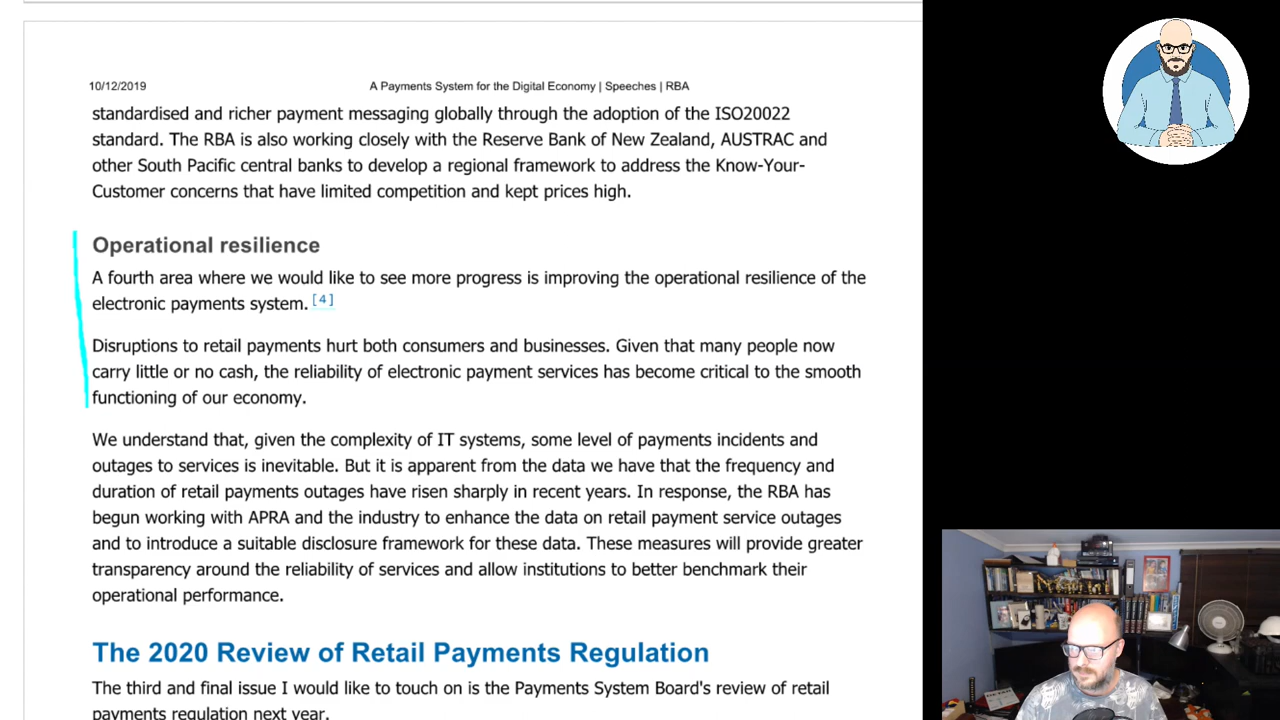 10/12/2019 A Payments System for the Digital Economy | Speeches | RBA
standardised and richer payment messaging globally through the adoption of the ISO20022
standard. The RBA is also working closely with the Reserve Bank of New Zealand, AUSTRAC and
other South Pacific central banks to develop a regional framework to address the Know-Your-
Customer concerns that have limited competition and kept prices high.
Operational resilience
A fourth area where we would like to see more progress is improving the operational resilience of the
electronic payments system. [4]
Disruptions to retail payments hurt both consumers and businesses. Given that many people now
carry little or no cash, the reliability of electronic payment services has become critical to the smooth
functioning of our economy.
We understand that, given the complexity of IT systems, some level of payments incidents and
outages to services is inevitable. But it is apparent from the data we have that the frequency and
duration of retail payments outages have risen sharply in recent years. In response, the RBA has
begun working with APRA and the industry to enhance the data on retail payment service outages
and to introduce a suitable disclosure framework for these data. These measures will provide greater
transparency around the reliability of services and allow institutions to better benchmark their
operational performance.
The 2020 Review of Retail Payments Regulation
The third and final issue I would like to touch on is the Payments System Board's review of retail
payments regulation next year.